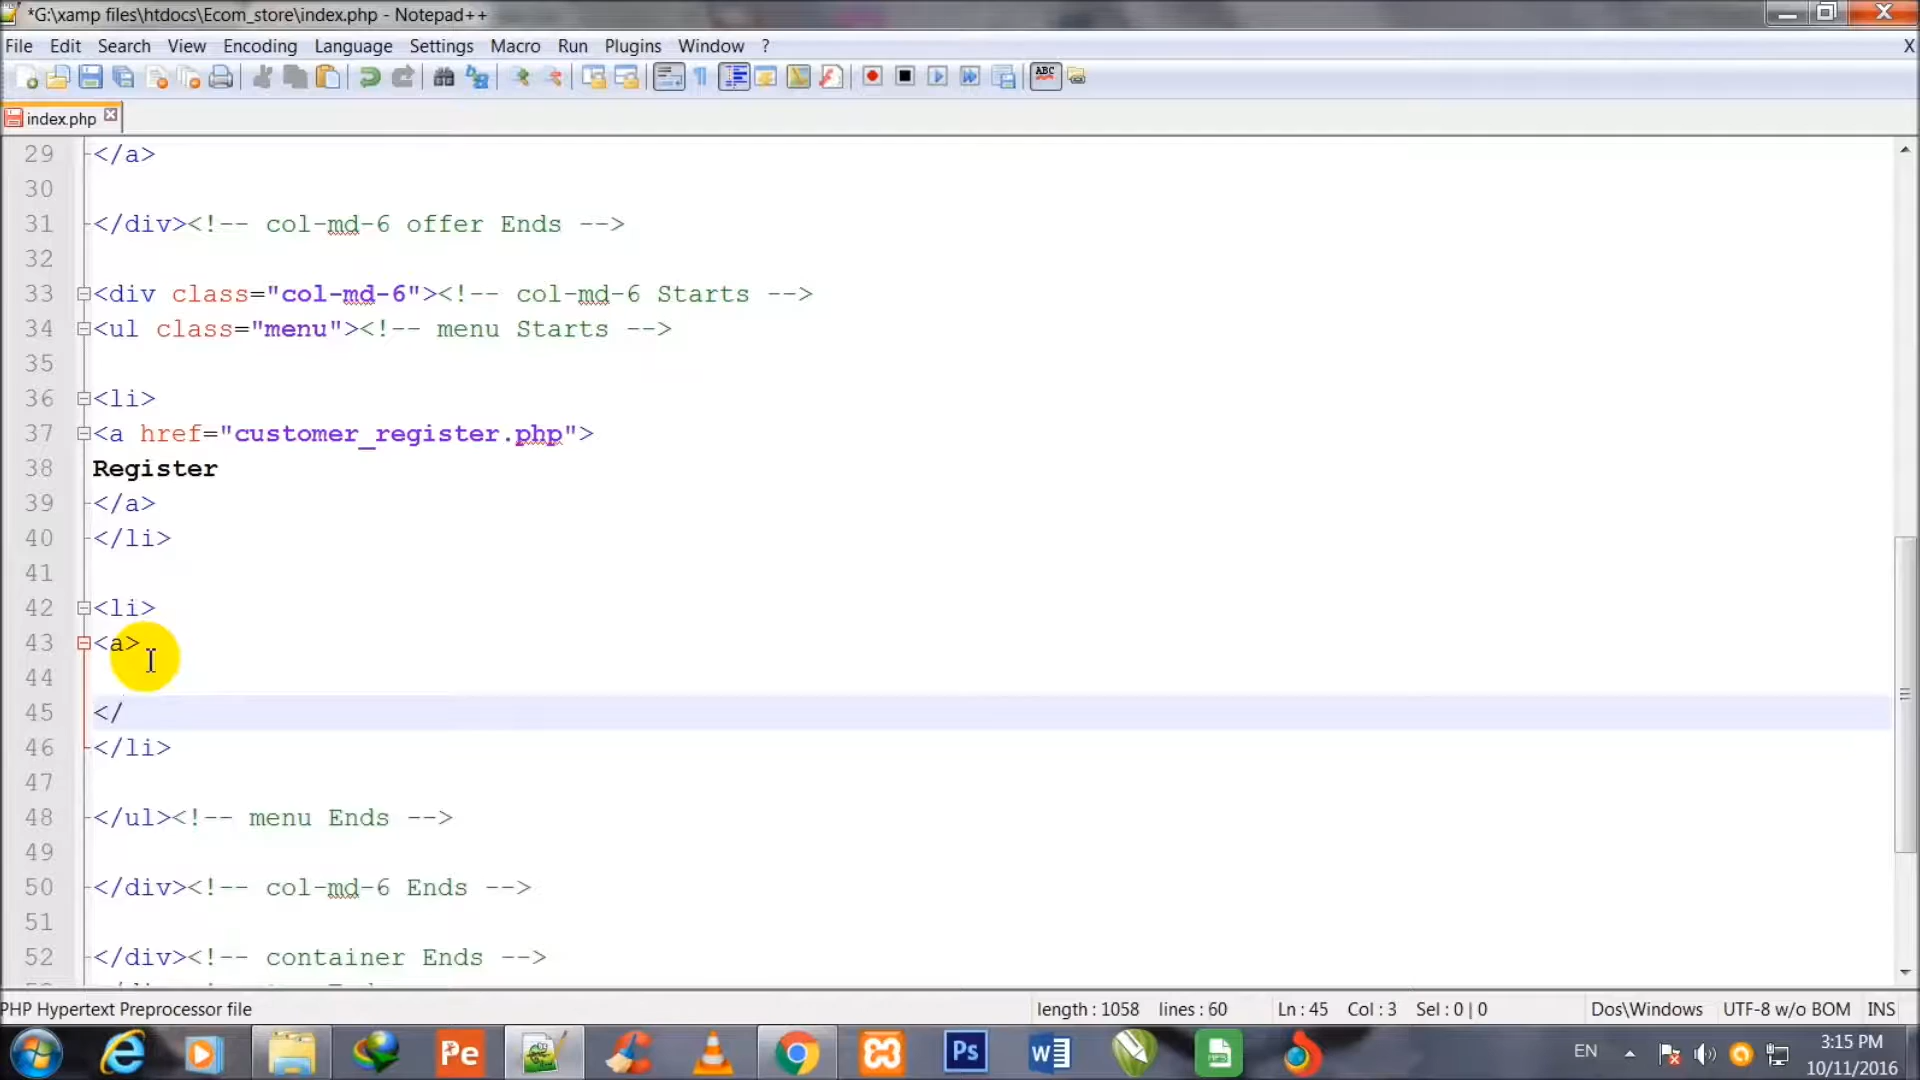 *G:\xamp files\htdocs\Ecom_store\index.php - Notepad++
File Edit Search View Encoding Language Settings Macro Run Plugins Window ? X
ABC
index.php
29 </a>
30
31 </div><!-- col-md-6 offer Ends -->
32
33 <div class="col-md-6"><!-- col-md-6 Starts -->
34 <ul class="menu"><!-- menu Starts -->
35
36 <li>
37 <a href="customer_register.php">
38 Register
39 </a>
40 </li>
41
42 <li>
43 <a>
44
45 </
46 </li>
47
48 </ul><!-- menu Ends -->
49
50 </div><!-- col-md-6 Ends -->
51
52 </div><!-- container Ends -->
PHP Hypertext Preprocessor file length : 1058 lines : 60 Ln : 45 Col : 3 Sel : 0 | 0 Dos\Windows UTF-8 w/o BOM INS
Pe Ps W EN 3:15 PM
10/11/2016